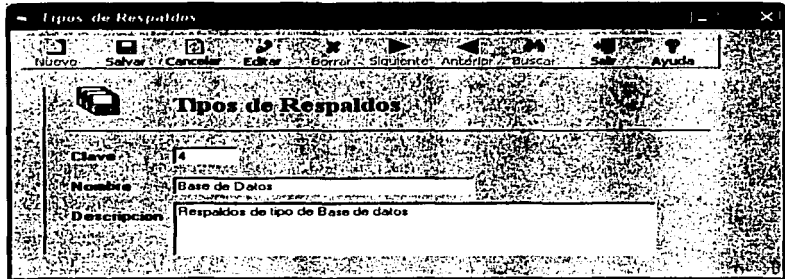 Tipos de Respaldos
Nuevo Salvar Cancelar Editar Borrar Siguiente Anterior Buscar Salir Ayuda
Tipos de Respaldos
Clave 4
Nombre Base de Datos
Descripcion Respaldos de tipo de Base de datos